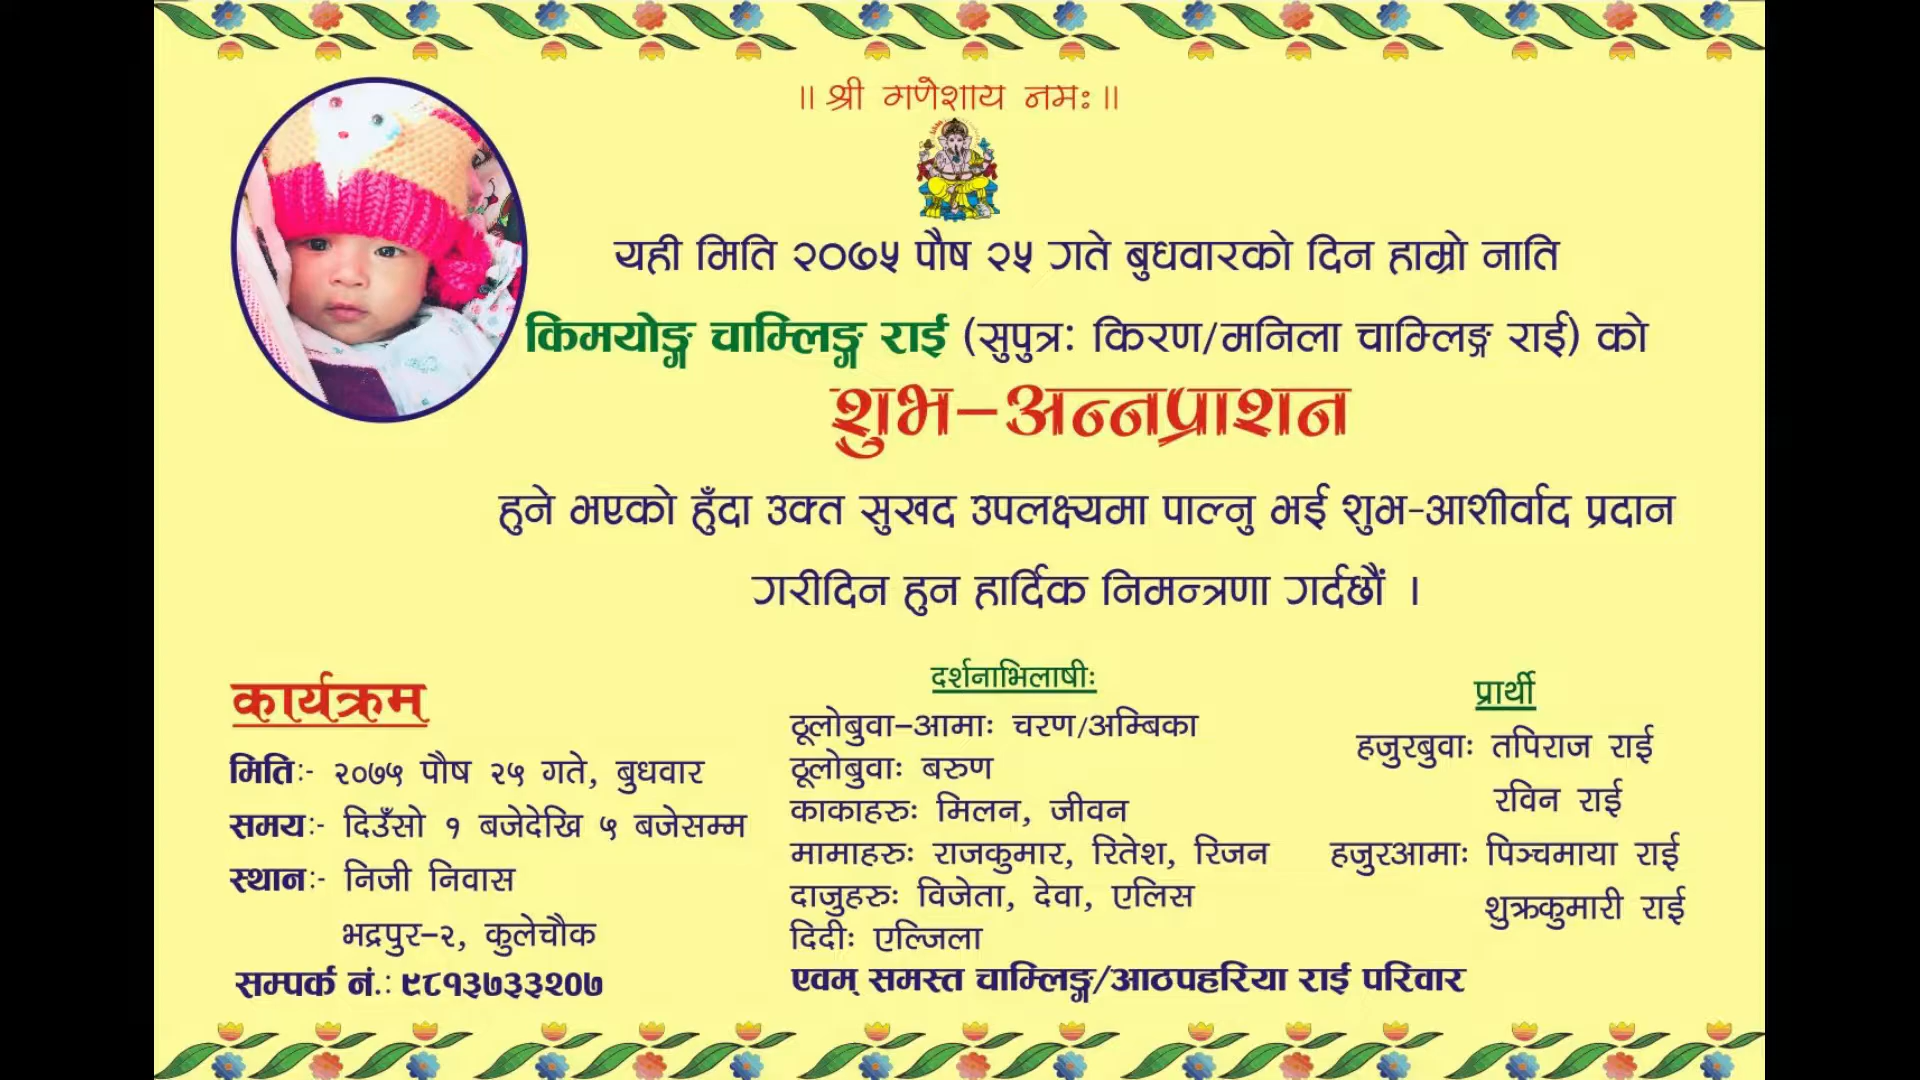 ॥ श्री गणेशाय नमः ॥
यही मिति २०७५ पौष २५ गते बुधवारको दिन हाम्रो नाति
किमयोङ्ग चाम्लिङ्ग राई (सुपुत्रः किरण/मनिला चाम्लिङ्ग राई) को
शुभ-अन्नप्राशन
हुने भएको हुँदा उक्त सुखद उपलक्ष्यमा पाल्नु भई शुभ-आशीर्वाद प्रदान
गरीदिन हुन हार्दिक निमन्त्रणा गर्दछौं ।
कार्यक्रम
मितिः- २०७५ पौष २५ गते, बुधवार
समयः- दिउँसो १ बजेदेखि ५ बजेसम्म
स्थानः- निजी निवास
भद्रपुर-२, कुलेचौक
सम्पर्क नं.: ९८१३७३३२०७
दर्शनाभिलाषीः
ठूलोबुवा-आमाः चरण/अम्बिका
ठूलोबुवाः बरुण
काकाहरुः मिलन, जीवन
मामाहरुः राजकुमार, रितेश, रिजन
दाजुहरुः विजेता, देवा, एलिस
दिदीः एल्जिला
एवम् समस्त चाम्लिङ्ग/आठपहरिया राई परिवार
प्रार्थी
हजुरबुवाः तपिराज राई
रविन राई
हजुरआमाः पिञ्चमाया राई
शुक्रकुमारी राई